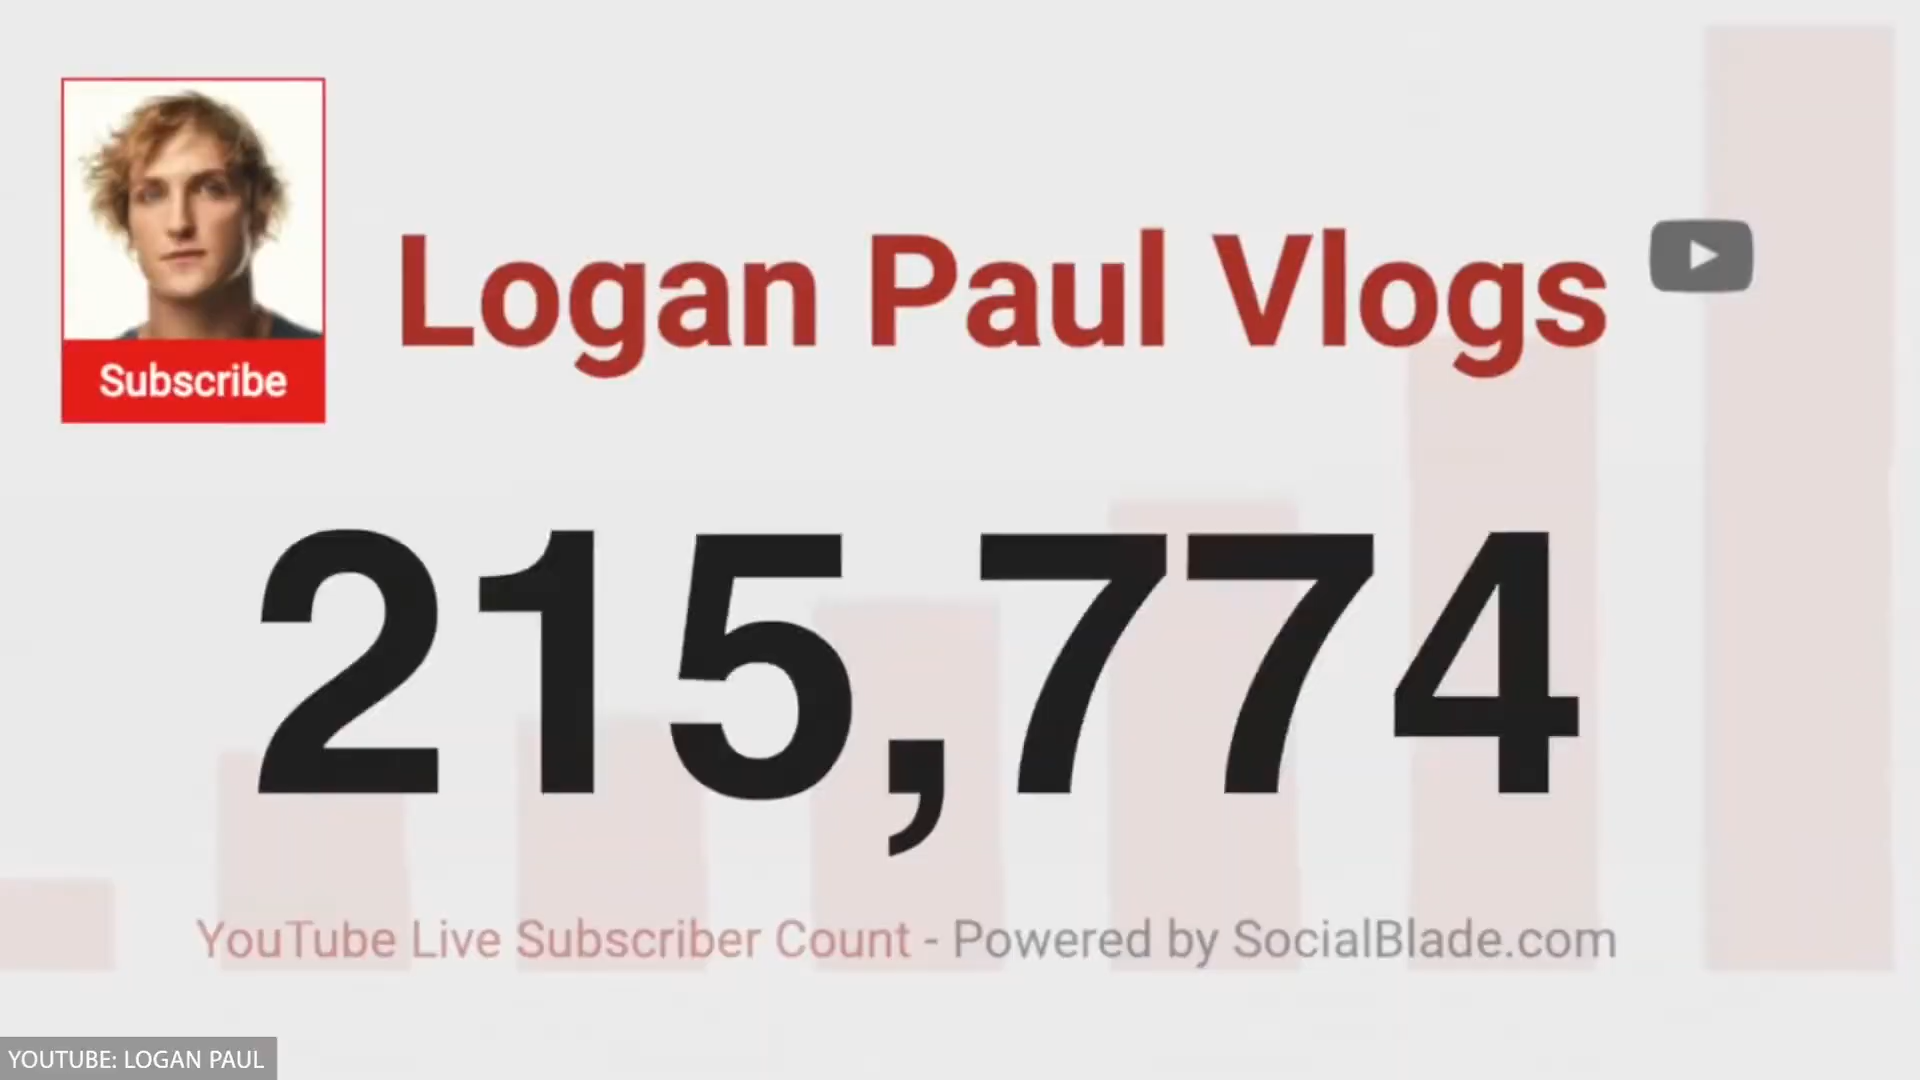 Logan Paul Vlogs
Subscribe
215,774
YouTube Live Subscriber Count - Powered by SocialBlade.com
YOUTUBE: LOGAN PAUL